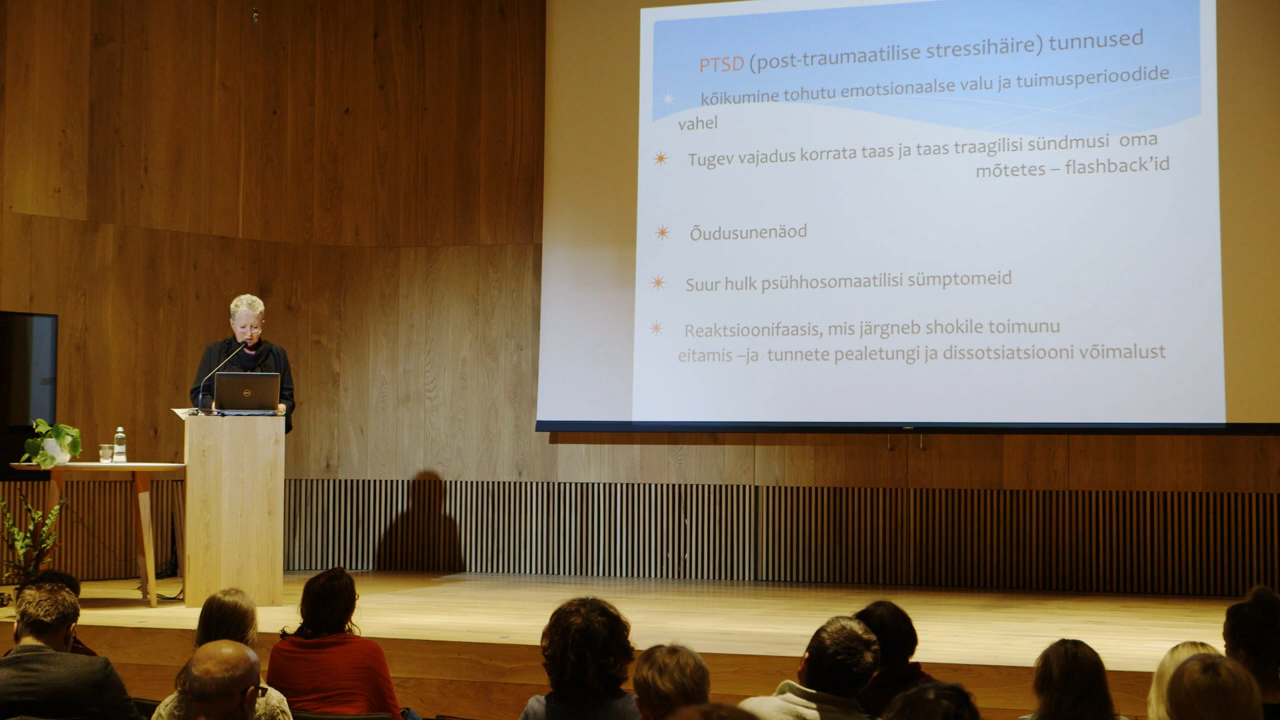 PTSD (post-traumaatilise stressihäire) tunnused
kõikumine tohutu emotsionaalse valu ja tuimusperioodide
vahel
Tugev vajadus korrata taas ja taas traagilisi sündmusi oma
mõtetes – flashback’id
Õudusunenäod
Suur hulk psühhosomaatilisi sümptomeid
Reaktsioonifaasis, mis järgneb shokile toimunu
eitamis –ja tunnete pealetungi ja dissotsiatsiooni võimalust
DELL